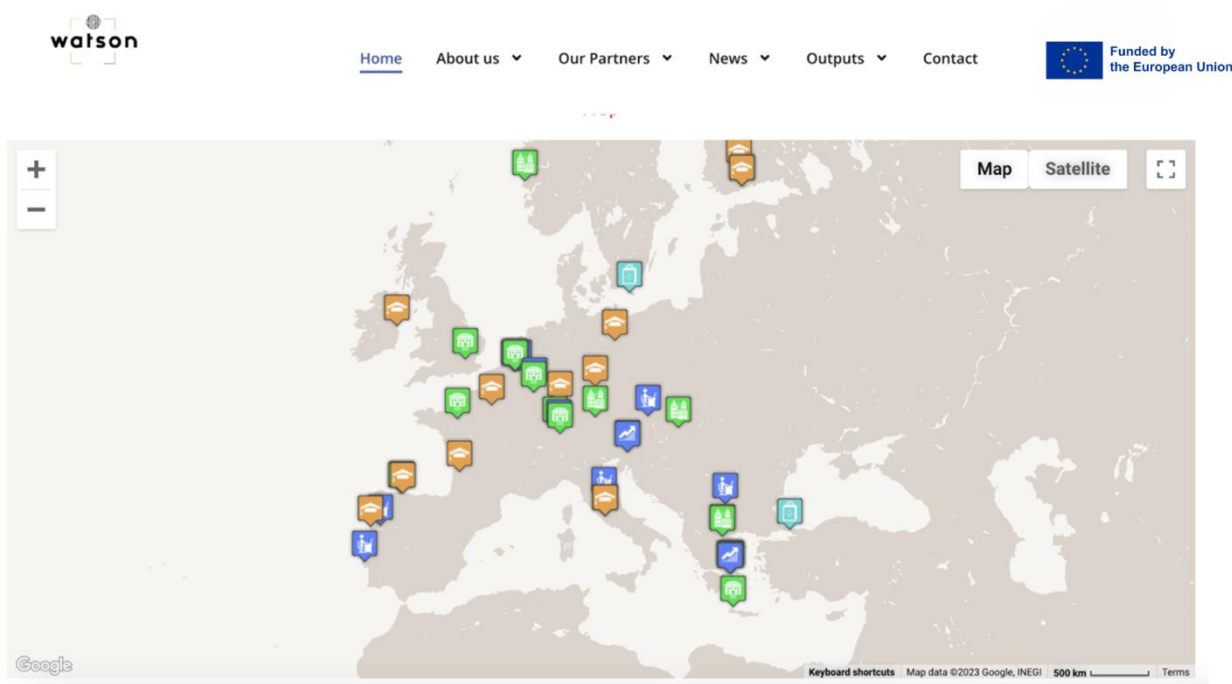 watson
Home
About us
Our Partners
News
Outputs
Contact
Funded by
the European Union
Map
Satellite
Google
Keyboard shortcuts
Map data ©2023 Google, INEGI
500 km
Terms